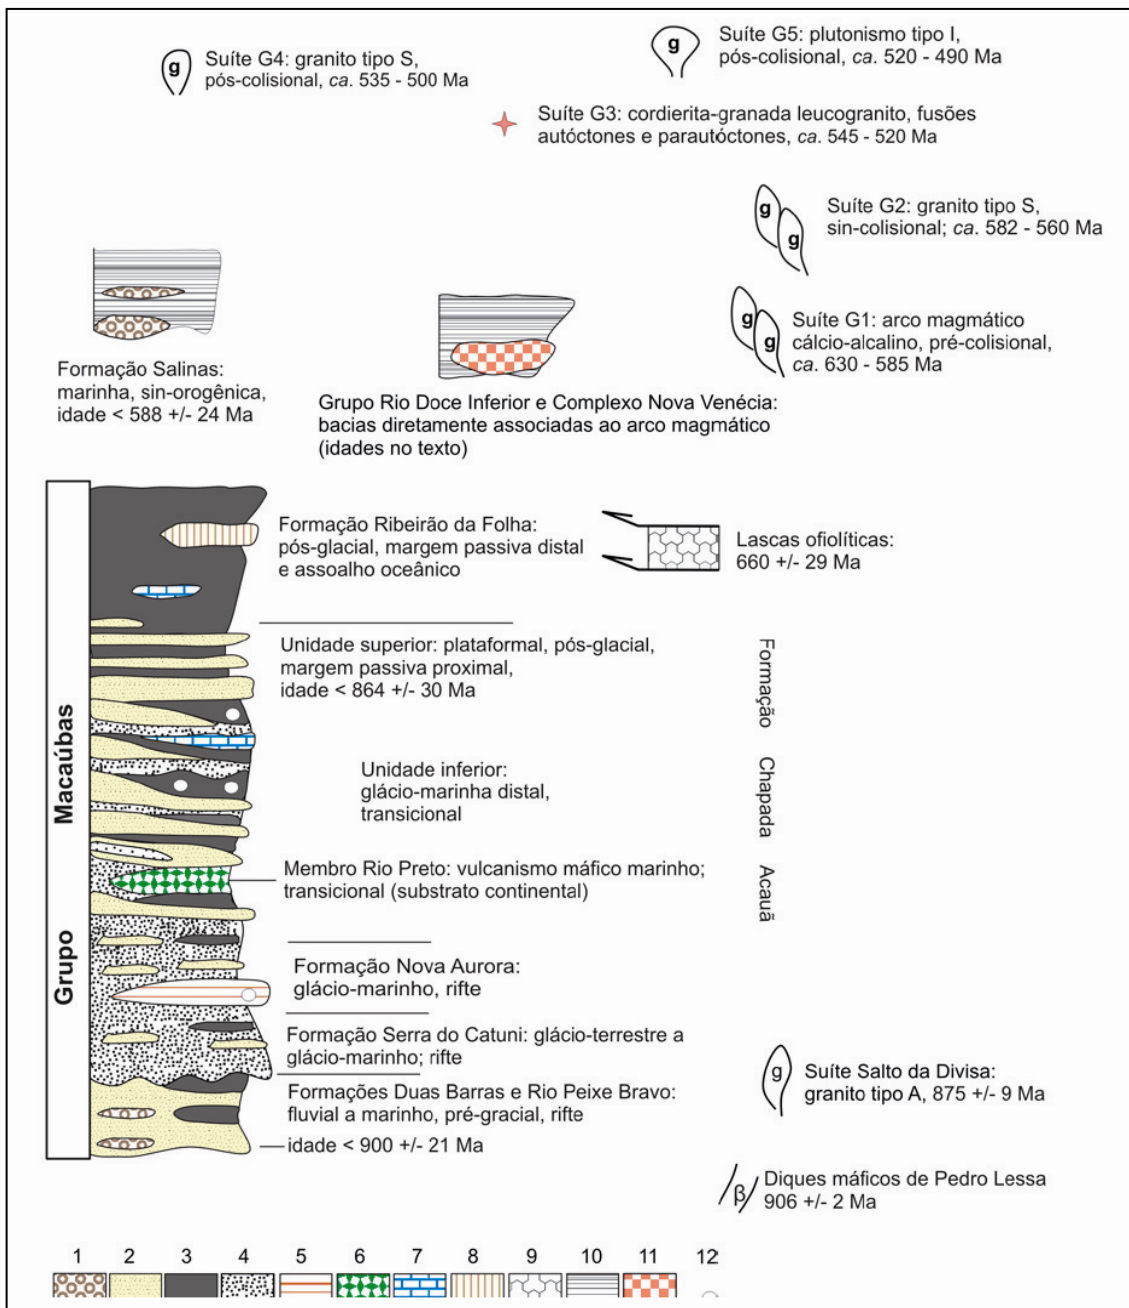 g
Suíte G4: granito tipo S,
pós-colisional, ca. 535 - 500 Ma
g
Suíte G5: plutonismo tipo I,
pós-colisional, ca. 520 - 490 Ma
Suíte G3: cordierita-granada leucogranito, fusões
autóctones e parautóctones, ca. 545 - 520 Ma
g
g
Suíte G2: granito tipo S,
sin-colisional; ca. 582 - 560 Ma
g
g
Suíte G1: arco magmático
cálcio-alcalino, pré-colisional,
ca. 630 - 585 Ma
Formação Salinas:
marinha, sin-orogênica,
idade < 588 +/- 24 Ma
Grupo Rio Doce Inferior e Complexo Nova Venécia:
bacias diretamente associadas ao arco magmático
(idades no texto)
Grupo Macaúbas
Formação Ribeirão da Folha:
pós-glacial, margem passiva distal
e assoalho oceânico
Lascas ofiolíticas:
660 +/- 29 Ma
Unidade superior: plataformal, pós-glacial,
margem passiva proximal,
idade < 864 +/- 30 Ma
Formação Chapada Acauã
Unidade inferior:
glácio-marinha distal,
transicional
Membro Rio Preto: vulcanismo máfico marinho;
transicional (substrato continental)
Formação Nova Aurora:
glácio-marinho, rifte
Formação Serra do Catuni: glácio-terrestre a
glácio-marinho; rifte
Formações Duas Barras e Rio Peixe Bravo:
fluvial a marinho, pré-gracial, rifte
idade < 900 +/- 21 Ma
g
Suíte Salto da Divisa:
granito tipo A, 875 +/- 9 Ma
β
Diques máficos de Pedro Lessa
906 +/- 2 Ma
1 2 3 4 5 6 7 8 9 10 11 12